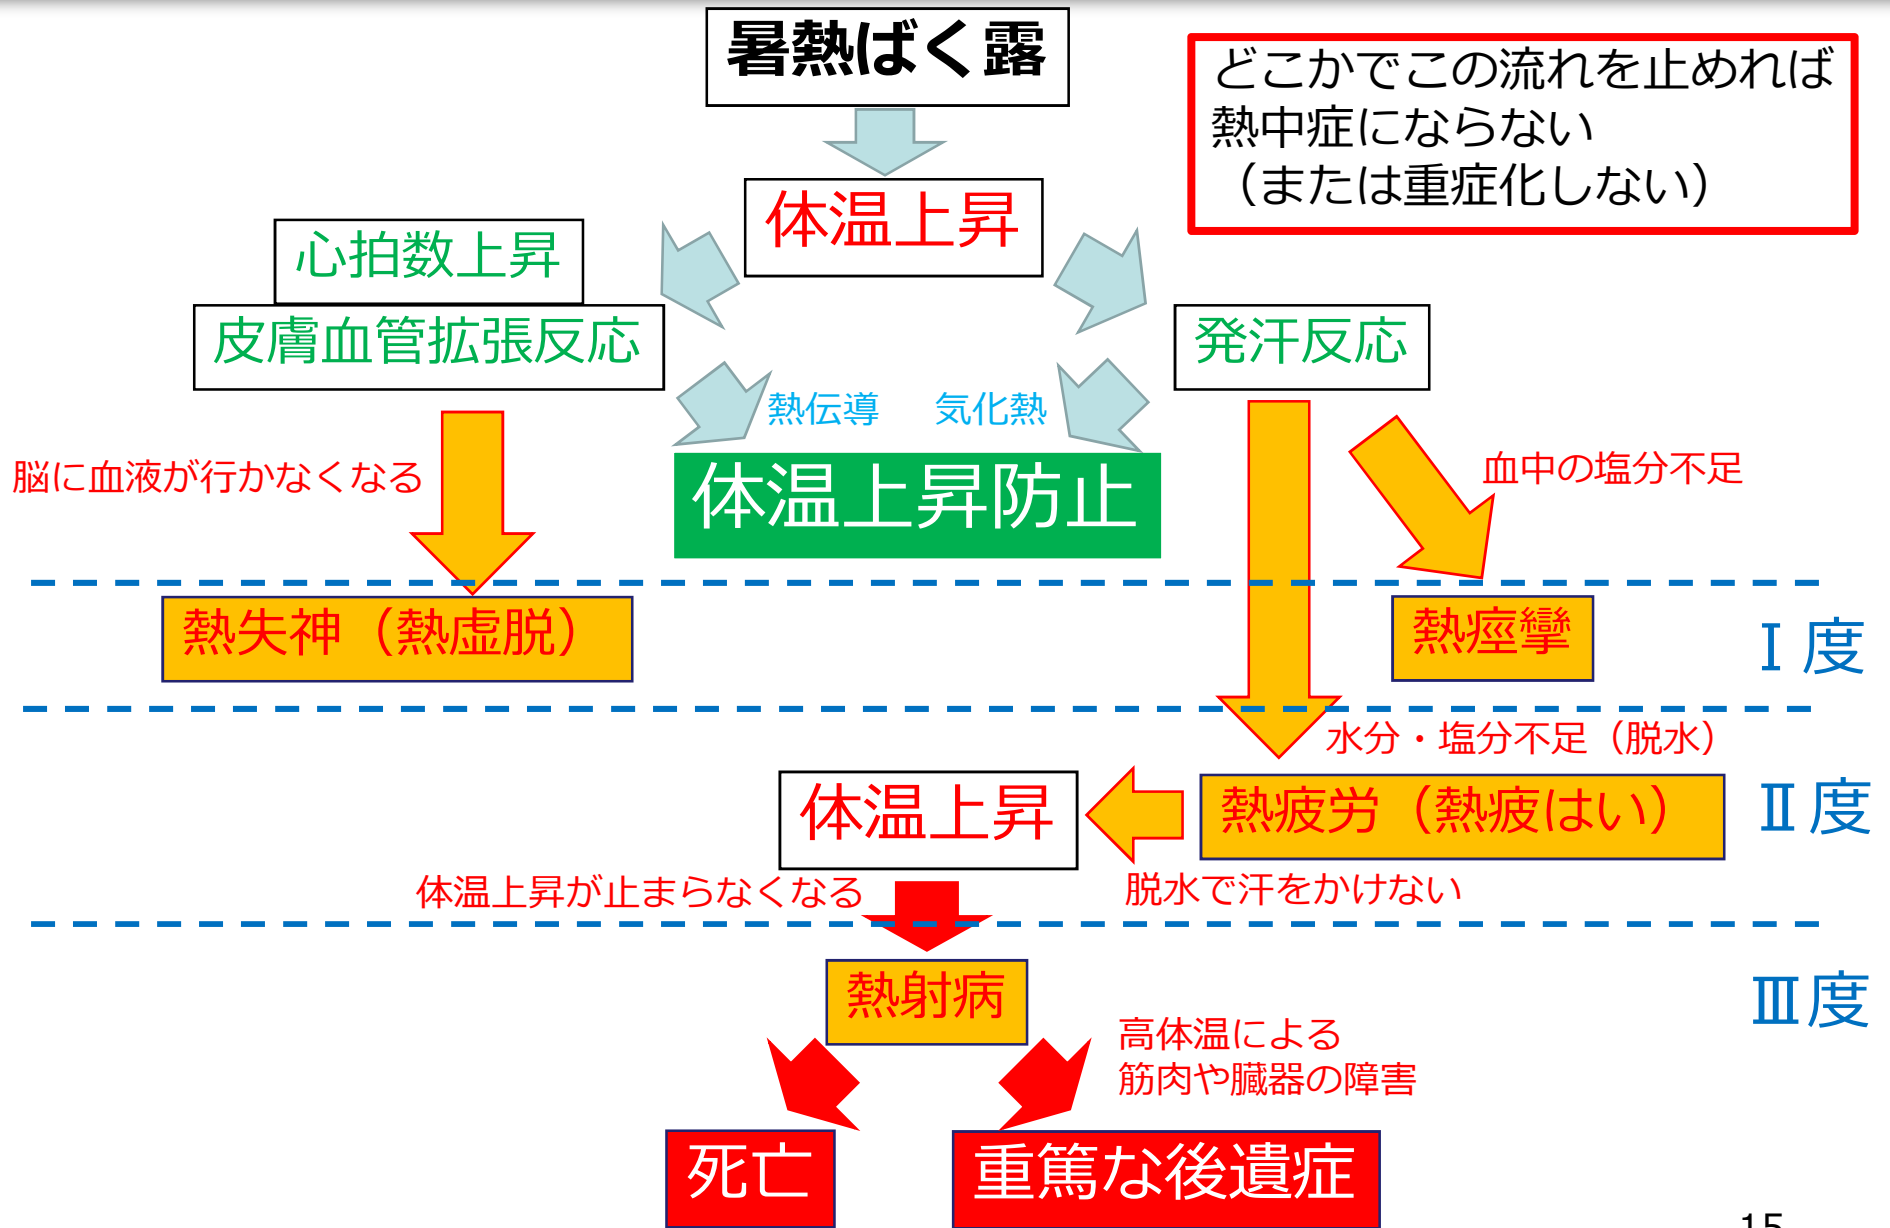 暑熱ばく露
どこかでこの流れを止めれば
熱中症にならない
（または重症化しない）
体温上昇
心拍数上昇
皮膚血管拡張反応
発汗反応
熱伝導
気化熱
脳に血液が行かなくなる
体温上昇防止
血中の塩分不足
熱失神（熱虚脱）
熱痙攣
Ⅰ度
水分・塩分不足（脱水）
体温上昇
熱疲労（熱疲はい）
Ⅱ度
体温上昇が止まらなくなる
脱水で汗をかけない
熱射病
Ⅲ度
高体温による
筋肉や臓器の障害
死亡
重篤な後遺症
15